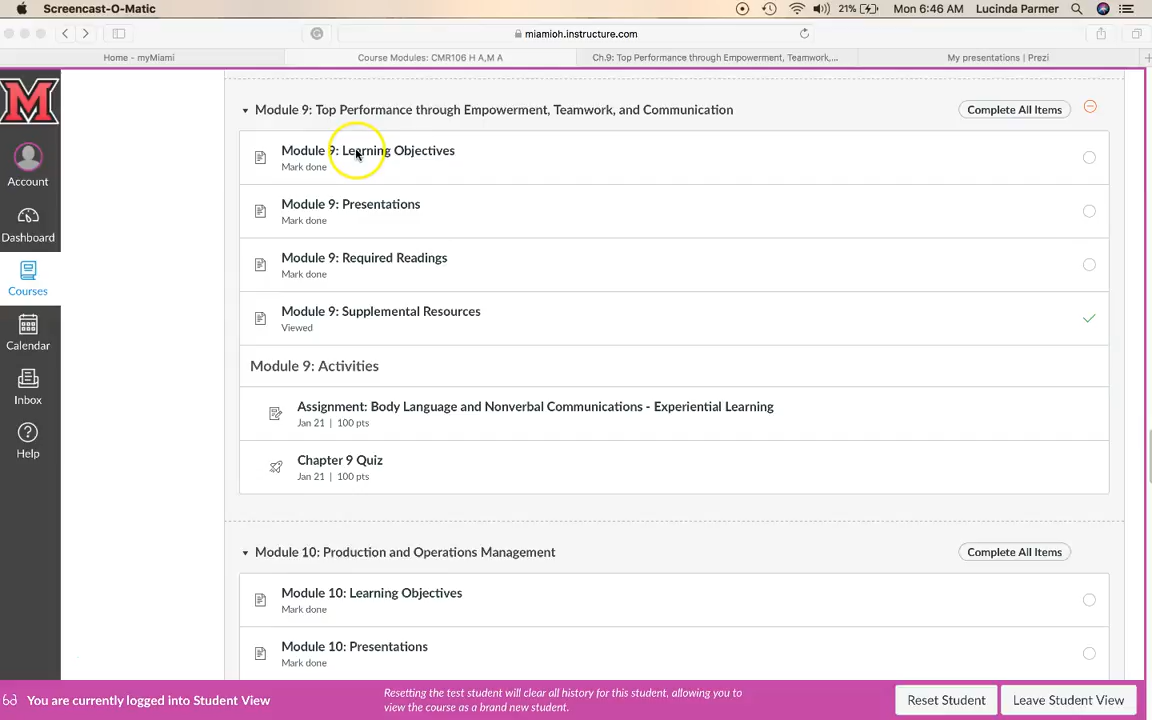 Screencast-O-Matic
21%
Mon 6:46 AM
Lucinda Parmer
miamioh.instructure.com
Home - myMiami
Course Modules: CMR106 H A,M A
Ch.9: Top Performance through Empowerment, Teamwork,...
My presentations | Prezi
Account
Dashboard
Courses
Calendar
Inbox
Help
Module 9: Top Performance through Empowerment, Teamwork, and Communication
Complete All Items
Module 9: Learning Objectives
Mark done
Module 9: Presentations
Mark done
Module 9: Required Readings
Mark done
Module 9: Supplemental Resources
Viewed
Module 9: Activities
Assignment: Body Language and Nonverbal Communications - Experiential Learning
Jan 21 | 100 pts
Chapter 9 Quiz
Jan 21 | 100 pts
Module 10: Production and Operations Management
Complete All Items
Module 10: Learning Objectives
Mark done
Module 10: Presentations
Mark done
You are currently logged into Student View
Resetting the test student will clear all history for this student, allowing you to
view the course as a brand new student.
Reset Student
Leave Student View